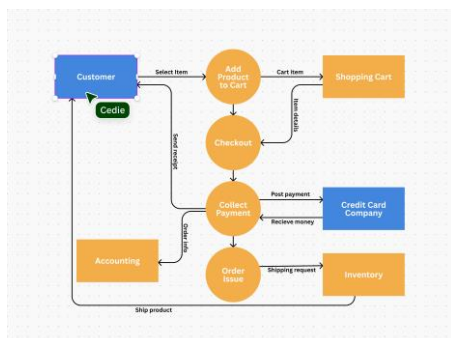 Customer
Select Item
Add
Product
to Cart
Cart Item
Shopping Cart
Cedie
Item details
Checkout
Send receipt
Collect
Payment
Post payment
Recieve money
Credit Card
Company
Order info
Accounting
Order
Issue
Shipping request
Inventory
Ship product